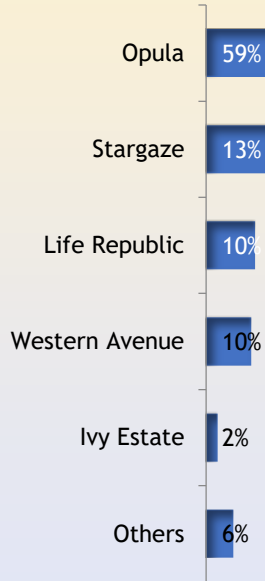 Opula 59%
Stargaze 13%
Life Republic 10%
Western Avenue 10%
Ivy Estate 2%
Others 6%